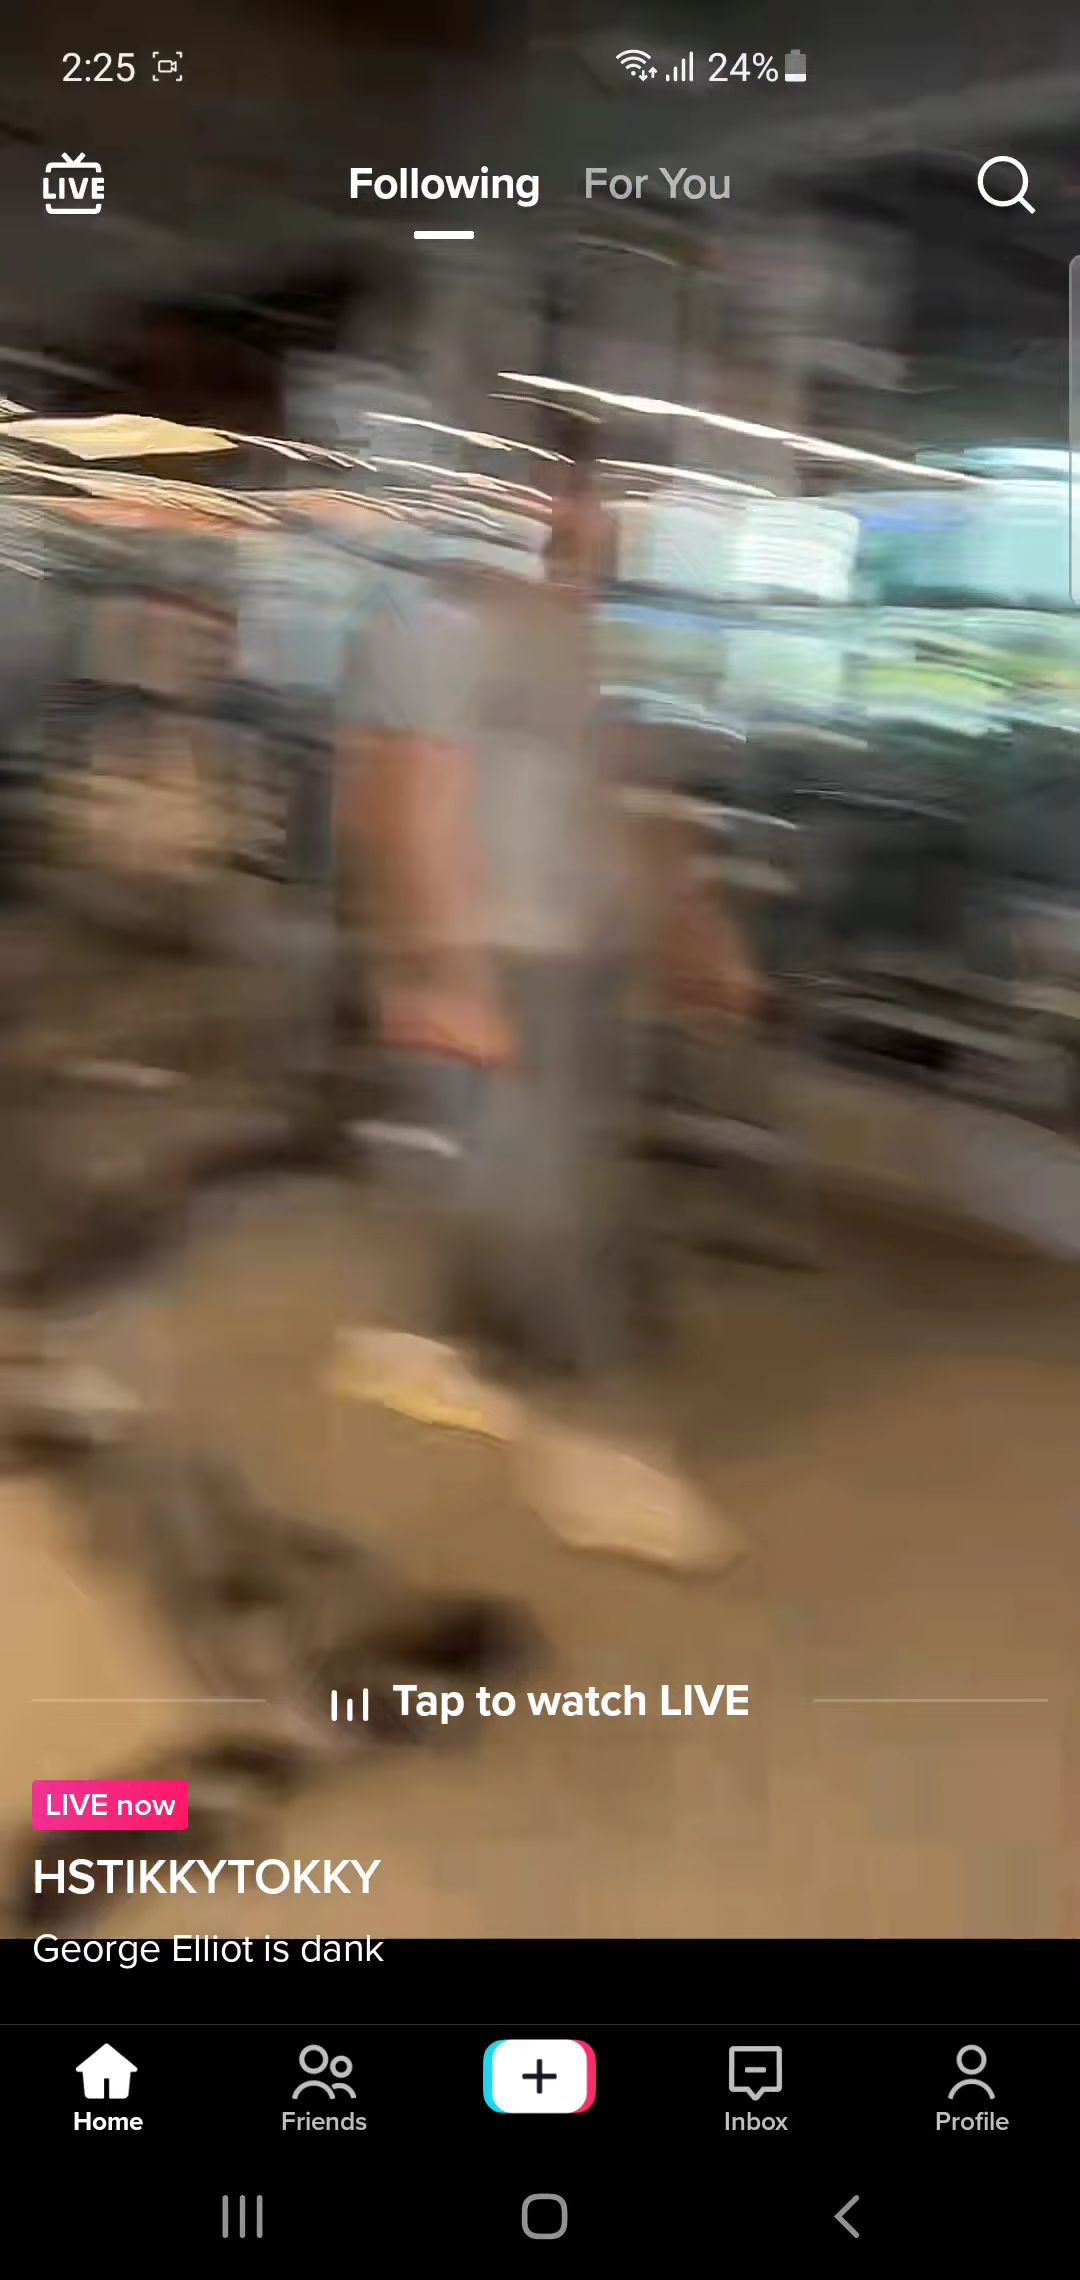 2:25 24%
LIVE Following For You
Tap to watch LIVE
LIVE now
HSTIKKYTOKKY
George Elliot is dank
Home Friends Inbox Profile